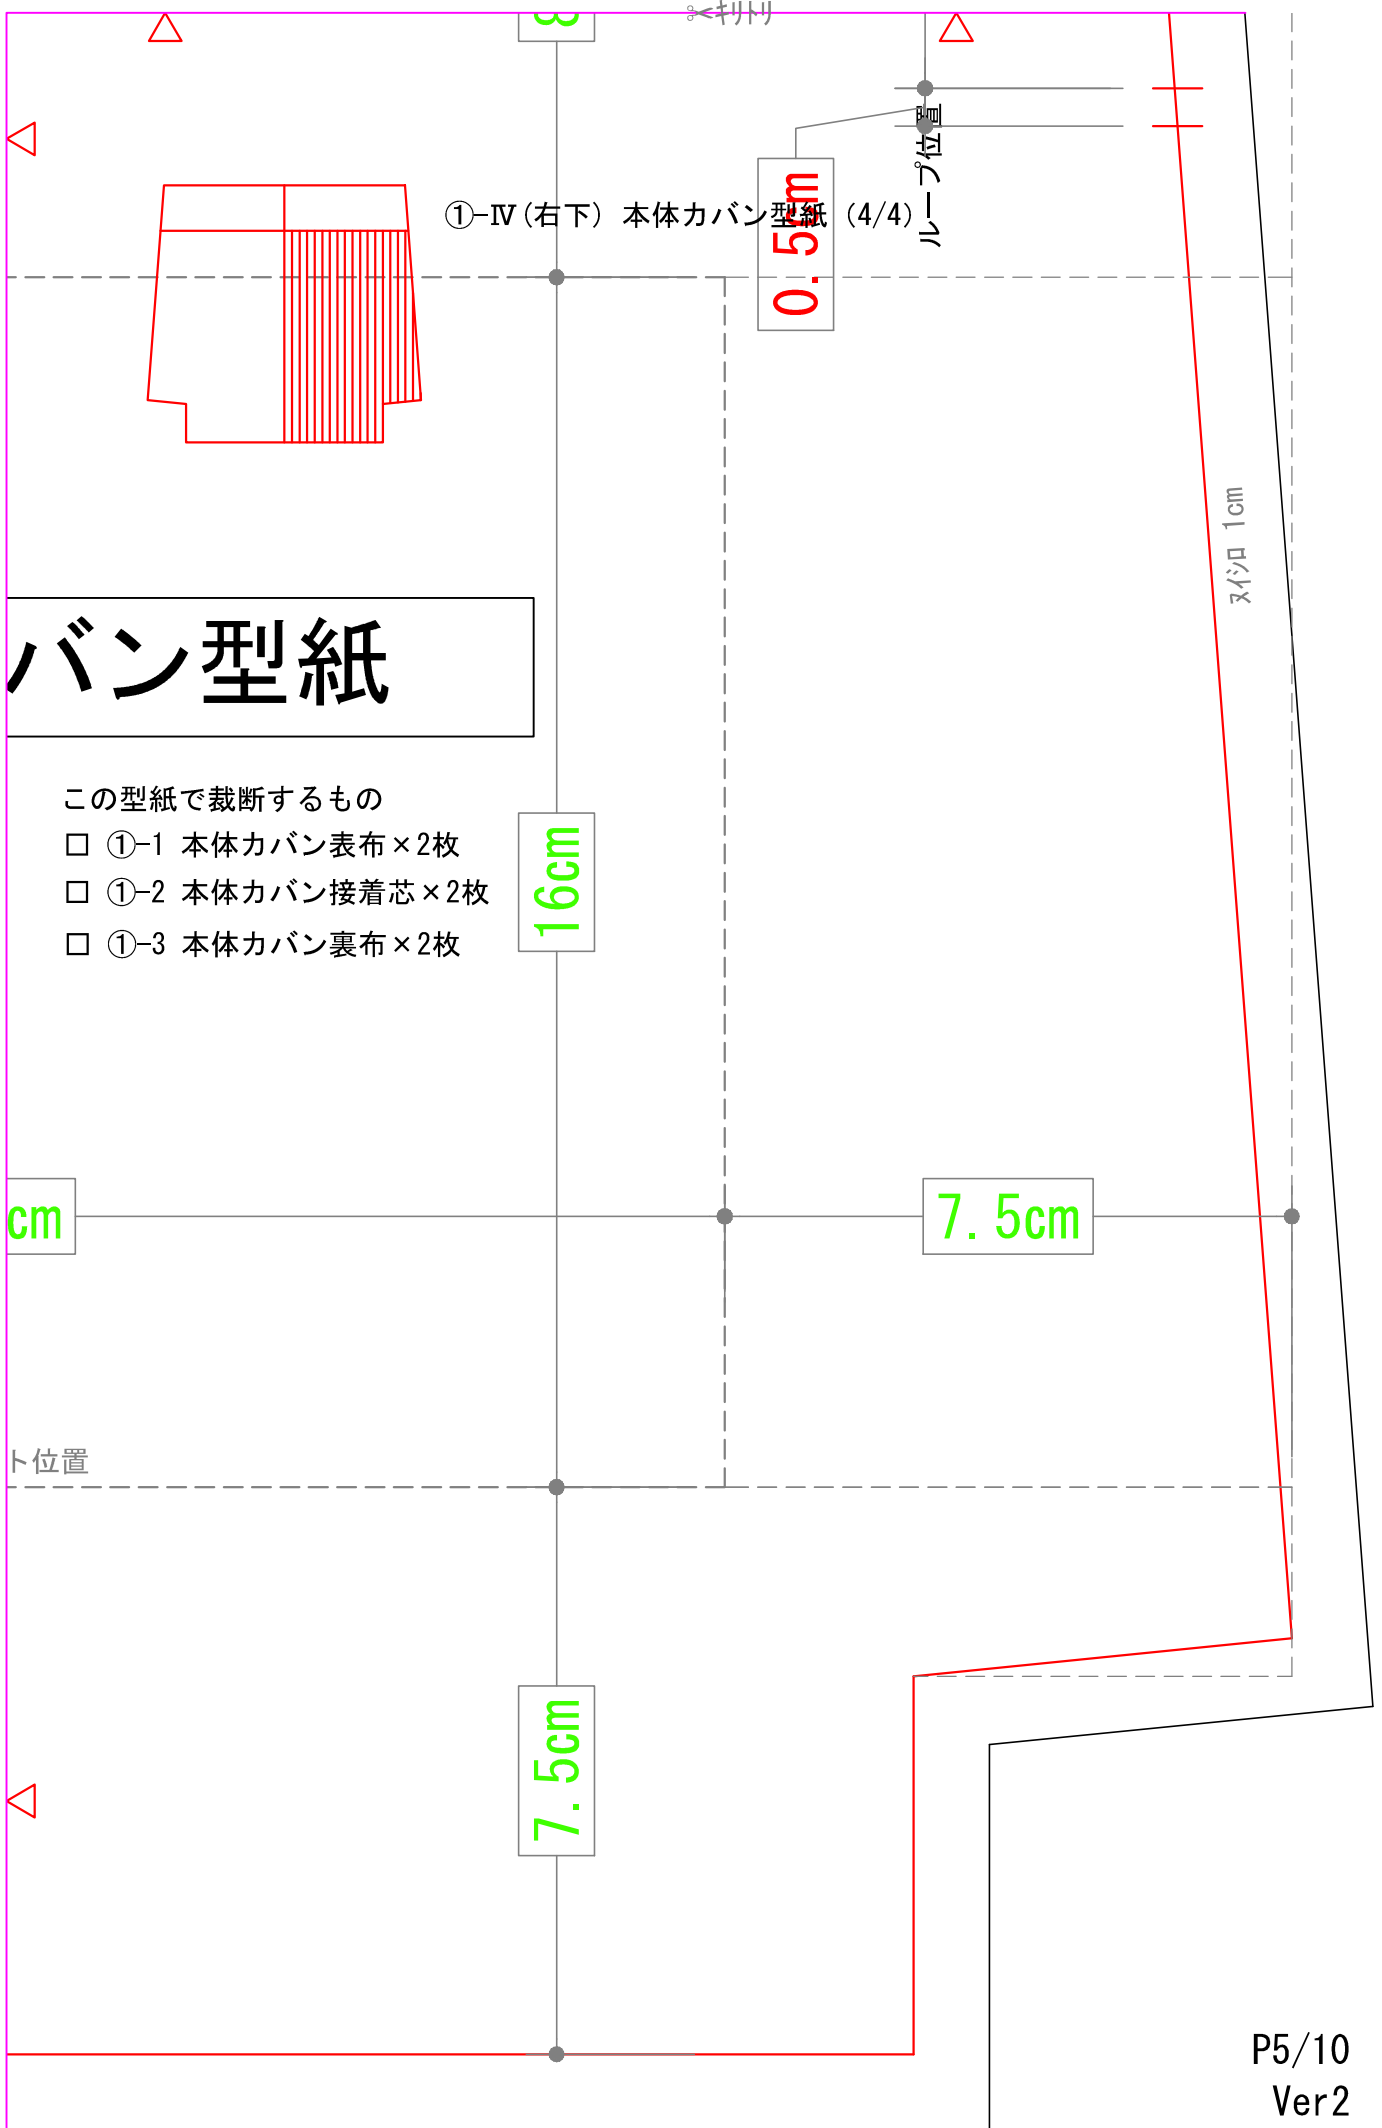 ✂ｷﾘﾄﾘ
8
ループ位置
①-Ⅳ(右下) 本体カバン型紙 (4/4)
0.5cm
ﾇｲｼﾛ 1cm
バン型紙
この型紙で裁断するもの
□ ①-1 本体カバン表布×2枚
□ ①-2 本体カバン接着芯×2枚
□ ①-3 本体カバン裏布×2枚
16cm
cm
7.5cm
ト位置
7.5cm
P5/10
Ver2